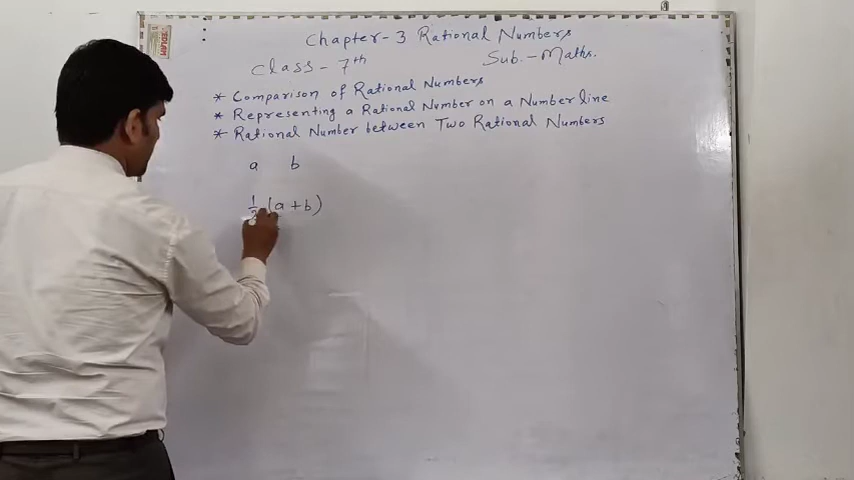 Chapter-3 Rational Numbers
Class-7th Sub.-Maths.
* Comparison of Rational Numbers
* Representing a Rational Number on a Number line
* Rational Number between Two Rational Numbers
a b
1/2 (a+b)